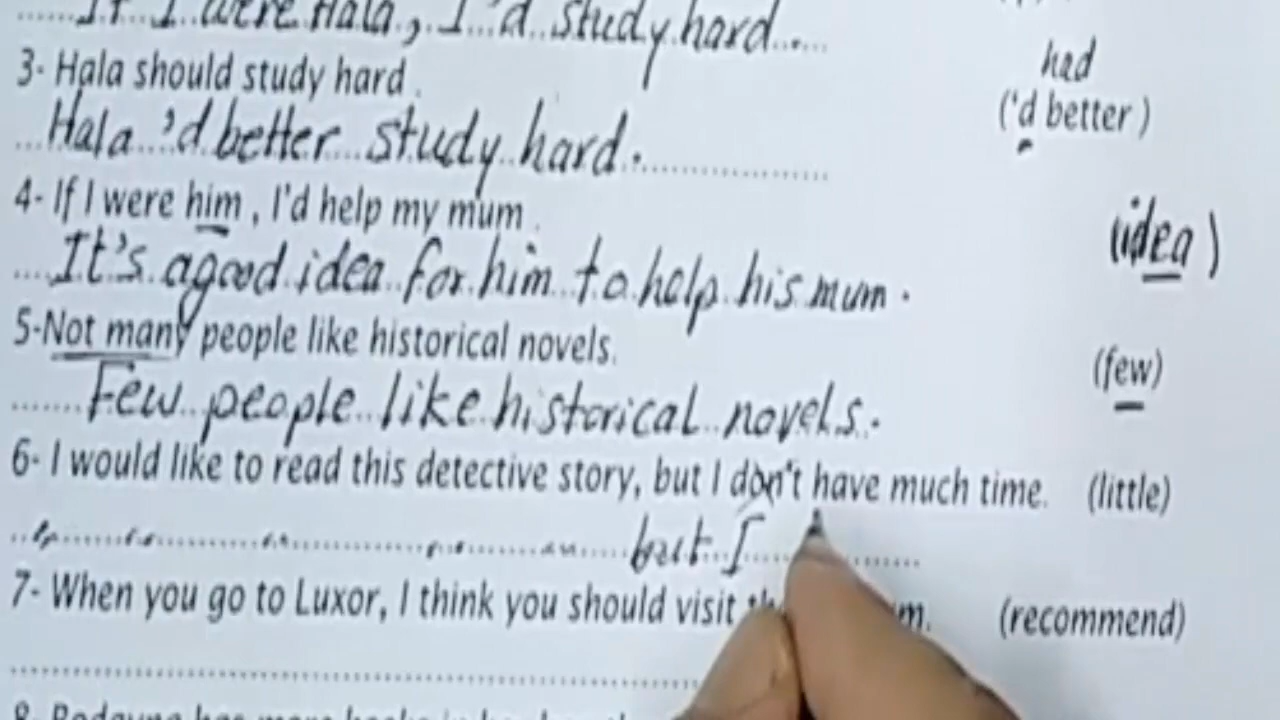 If I were Hala, I'd study hard.
3- Hala should study hard.
had
('d better)
Hala 'd better study hard.
4- If I were him, I'd help my mum.
(idea)
It's a good idea for him to help his mum.
5-Not many people like historical novels.
(few)
Few people like historical novels.
6- I would like to read this detective story, but I don't have much time. (little)
but I
7- When you go to Luxor, I think you should visit (recommend)